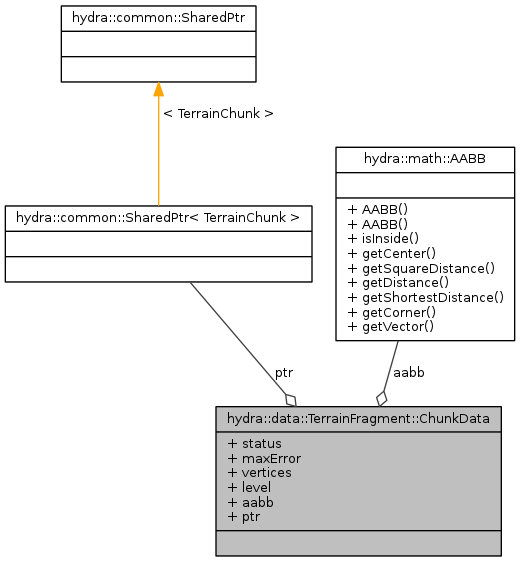 hydra::common::SharedPtr
< TerrainChunk >
hydra::math::AABB
+ AABB()
+ AABB()
+ isInside()
+ getCenter()
+ getSquareDistance()
+ getDistance()
+ getShortestDistance()
+ getCorner()
+ getVector()
hydra::common::SharedPtr< TerrainChunk >
ptr
aabb
hydra::data::TerrainFragment::ChunkData
+ status
+ maxError
+ vertices
+ level
+ aabb
+ ptr